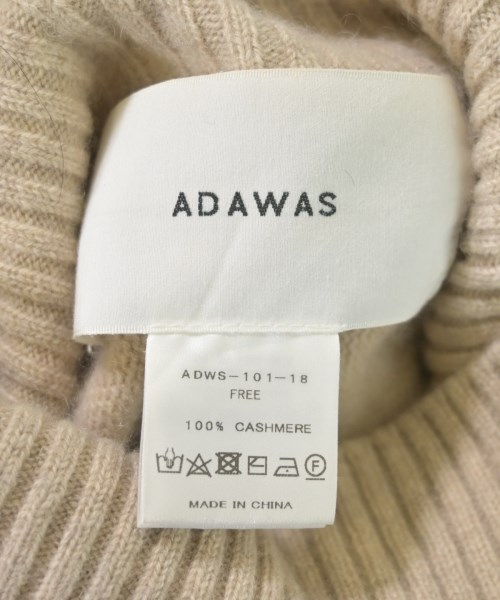 ADAWAS
ADWS-101-18
FREE
100% CASHMERE
MADE IN CHINA